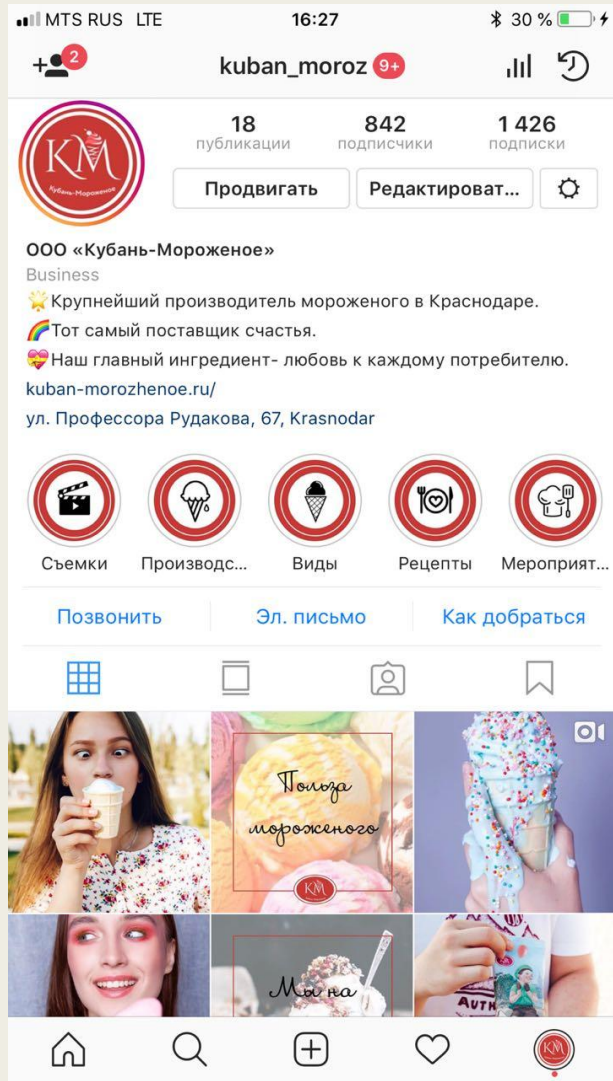 MTS RUS LTE 16:27 30 %
2 kuban_moroz 9+
18 842 1 426
публикации подписчики подписки
Продвигать Редактироват...
КМ
Кубань-Мороженое
ООО «Кубань-Мороженое»
Business
Крупнейший производитель мороженого в Краснодаре.
Тот самый поставщик счастья.
Наш главный ингредиент- любовь к каждому потребителю.
kuban-morozhenoe.ru/
ул. Профессора Рудакова, 67, Krasnodar
Съемки Производс... Виды Рецепты Мероприят...
Позвонить Эл. письмо Как добраться
Польза
мороженого
КМ
Мы на
AUTH
КМ